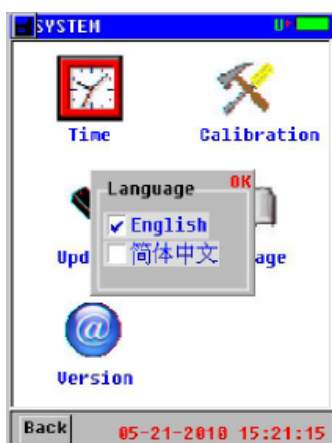 SYSTEM U+
Time Calibration
Language OK
English
简体中文
Upd age
Version
Back 05-21-2010 15:21:15